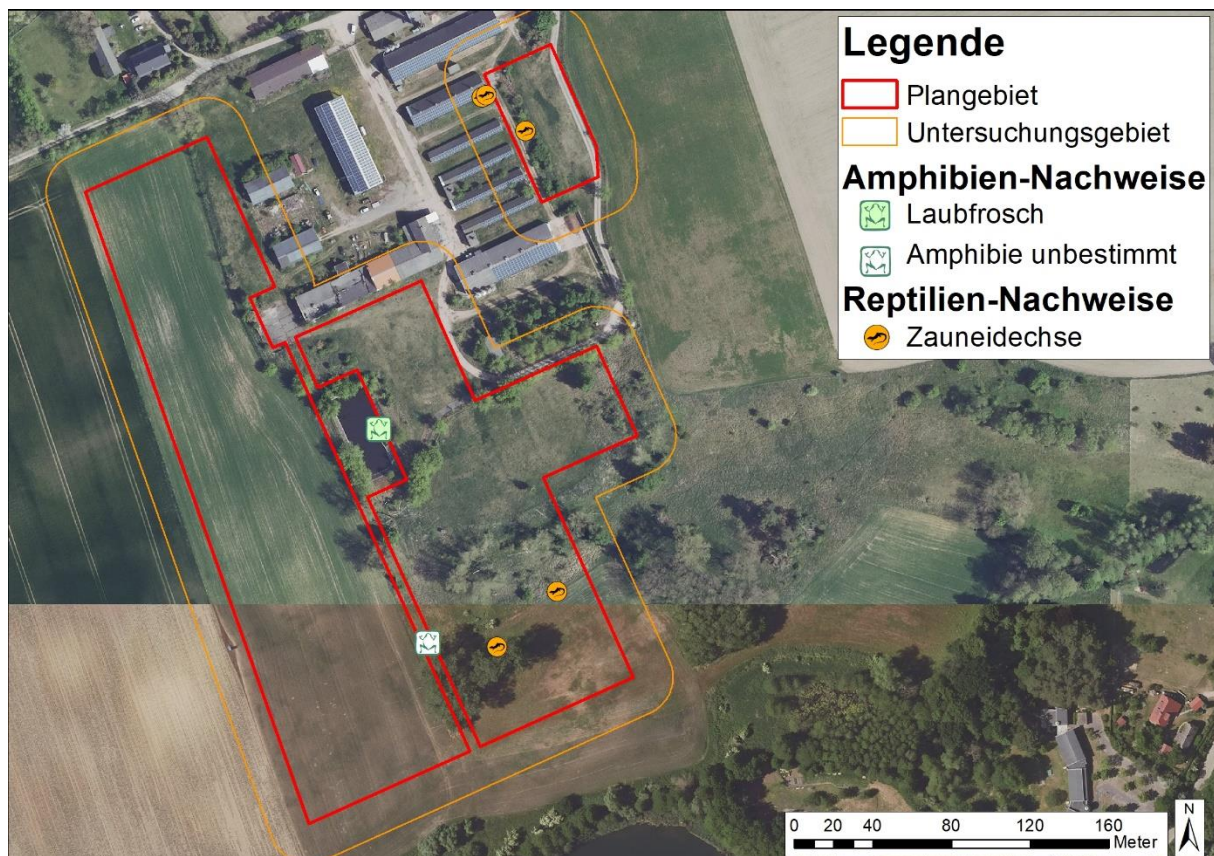 Legende
Plangebiet
Untersuchungsgebiet
Amphibien-Nachweise
Laubfrosch
Amphibie unbestimmt
Reptilien-Nachweise
Zauneidechse
0 20 40 80 120 160
Meter
N